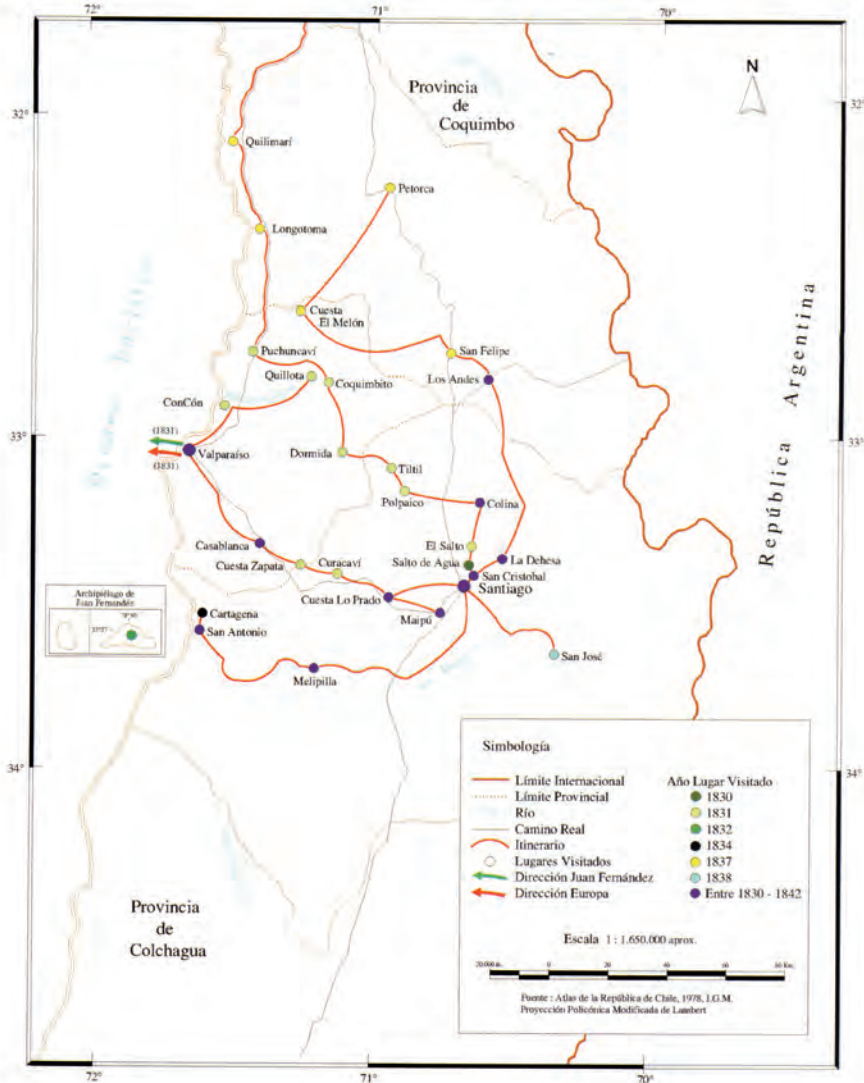 72°
71°
70°
N
Provincia
de
Coquimbo
32°
32°
Quilimarí
Petorca
Longotoma
Cuesta
El Melón
Puchuncaví
San Felipe
Quillota
Coquimbito
Los Andes
ConCón
República Argentina
33°
33°
(1831)
Valparaíso
(1831)
Dormida
Tiltil
Polpaico
Colina
Casablanca
El Salto
Cuesta Zapata
Curacaví
Salto de Agua
La Dehesa
San Cristobal
Santiago
Archipiélago de
Juan Fernández
Cuesta Lo Prado
Cartagena
Maipú
San Antonio
San José
Melipilla
34°
34°
Simbología
Límite Internacional
Límite Provincial
Río
Camino Real
Itinerario
Lugares Visitados
Dirección Juan Fernández
Dirección Europa
Año Lugar Visitado
1830
1831
1832
1834
1837
1838
Entre 1830 - 1842
Escala 1 : 1.650.000 aprox.
20.000 m. 0 20 40 60 80 Km.
Fuente : Atlas de la República de Chile, 1978, I.G.M.
Proyección Policónica Modificada de Lambert
Provincia
de
Colchagua
72°
71°
70°